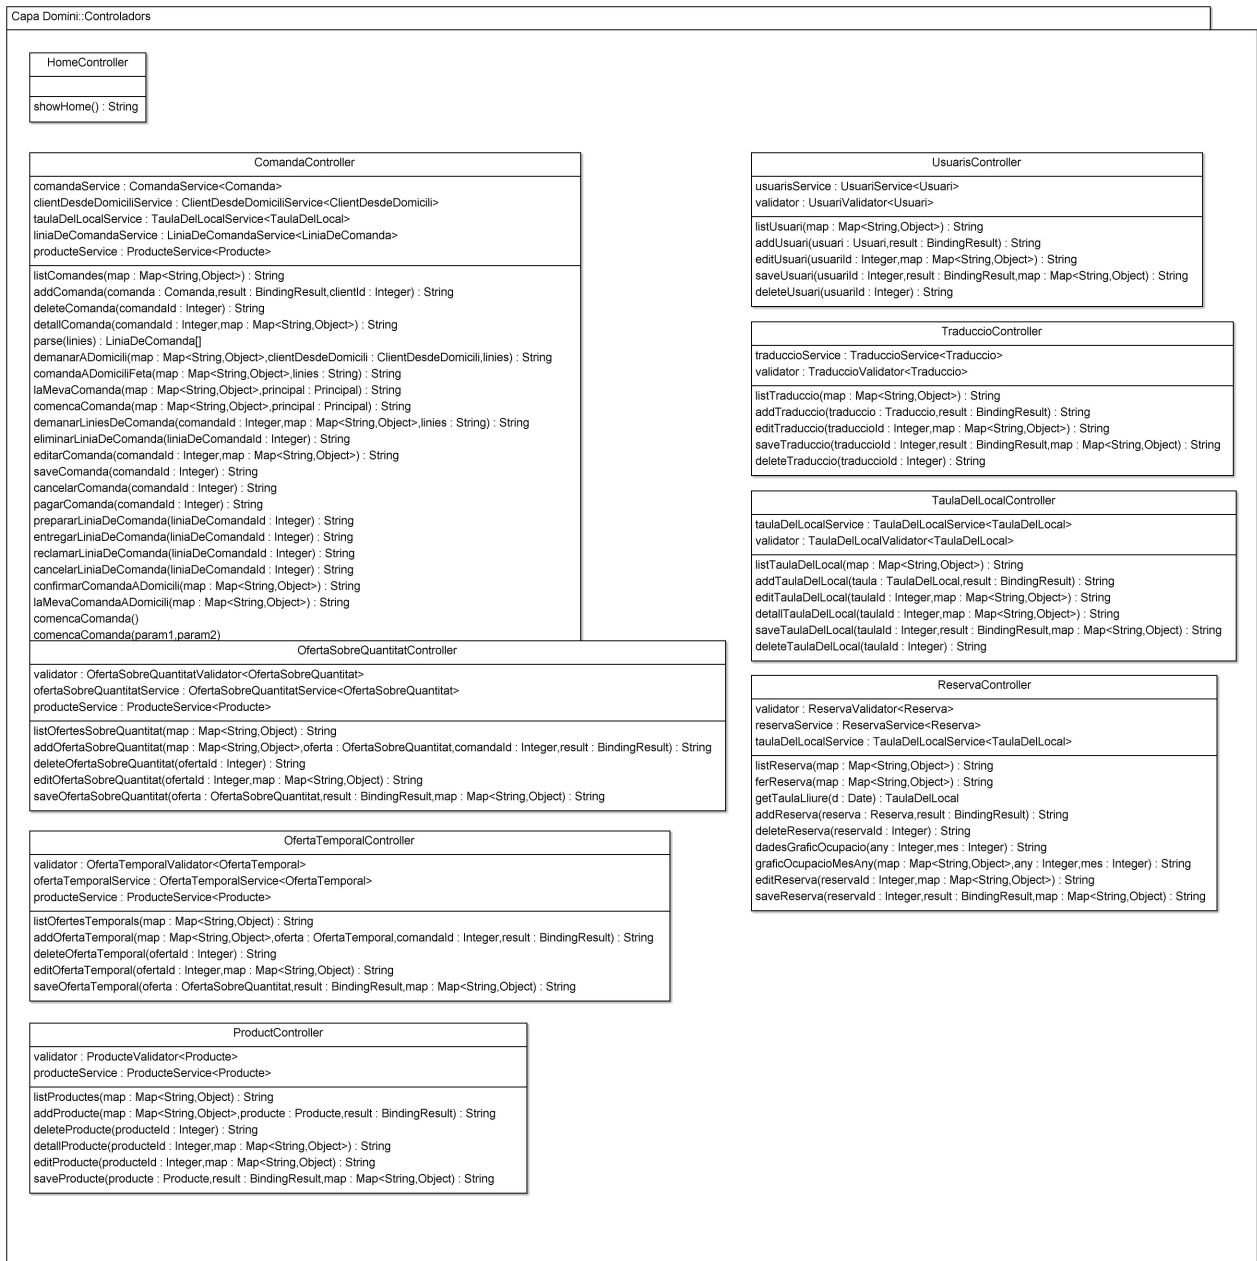 Capa Domini::Controladors
HomeController
showHome() : String
ComandaController
comandaService : ComandaService<Comanda>
clientDesdeDomiciliService : ClientDesdeDomiciliService<ClientDesdeDomicili>
taulaDelLocalService : TaulaDelLocalService<TaulaDelLocal>
liniaDeComandaService : LiniaDeComandaService<LiniaDeComanda>
producteService : ProducteService<Producte>
listComandes(map : Map<String,Object>) : String
addComanda(comanda : Comanda,result : BindingResult,clientId : Integer) : String
deleteComanda(comandaId : Integer) : String
detallComanda(comandaId : Integer,map : Map<String,Object>) : String
parse(linies) : LiniaDeComanda[]
demanarADomicili(map : Map<String,Object>,clientDesdeDomicili : ClientDesdeDomicili,linies) : String
comandaADomiciliFeta(map : Map<String,Object>,linies : String) : String
laMevaComanda(map : Map<String,Object>,principal : Principal) : String
comencaComanda(map : Map<String,Object>,principal : Principal) : String
demanarLiniesDeComanda(comandaId : Integer,map : Map<String,Object>,linies : String) : String
eliminarLiniaDeComanda(liniaDeComandaId : Integer) : String
editarComanda(comandaId : Integer,map : Map<String,Object>) : String
saveComanda(comandaId : Integer) : String
cancelarComanda(comandaId : Integer) : String
pagarComanda(comandaId : Integer) : String
prepararLiniaDeComanda(liniaDeComandaId : Integer) : String
entregarLiniaDeComanda(liniaDeComandaId : Integer) : String
reclamarLiniaDeComanda(liniaDeComandaId : Integer) : String
cancelarLiniaDeComanda(liniaDeComandaId : Integer) : String
confirmarComandaADomicili(map : Map<String,Object>) : String
laMevaComandaADomicili(map : Map<String,Object>) : String
comencaComanda()
comencaComanda(param1,param2)
OfertaSobreQuantitatController
validator : OfertaSobreQuantitatValidator<OfertaSobreQuantitat>
ofertaSobreQuantitatService : OfertaSobreQuantitatService<OfertaSobreQuantitat>
producteService : ProducteService<Producte>
listOfertesSobreQuantitat(map : Map<String,Object) : String
addOfertaSobreQuantitat(map : Map<String,Object>,oferta : OfertaSobreQuantitat,comandaId : Integer,result : BindingResult) : String
deleteOfertaSobreQuantitat(ofertaId : Integer) : String
editOfertaSobreQuantitat(ofertaId : Integer,map : Map<String,Object) : String
saveOfertaSobreQuantitat(oferta : OfertaSobreQuantitat,result : BindingResult,map : Map<String,Object) : String
OfertaTemporalController
validator : OfertaTemporalValidator<OfertaTemporal>
ofertaTemporalService : OfertaTemporalService<OfertaTemporal>
producteService : ProducteService<Producte>
listOfertesTemporals(map : Map<String,Object) : String
addOfertaTemporal(map : Map<String,Object>,oferta : OfertaTemporal,comandaId : Integer,result : BindingResult) : String
deleteOfertaTemporal(ofertaId : Integer) : String
editOfertaTemporal(ofertaId : Integer,map : Map<String,Object) : String
saveOfertaTemporal(oferta : OfertaSobreQuantitat,result : BindingResult,map : Map<String,Object) : String
ProductController
validator : ProducteValidator<Producte>
producteService : ProducteService<Producte>
listProductes(map : Map<String,Object) : String
addProducte(map : Map<String,Object>,producte : Producte,result : BindingResult) : String
deleteProducte(producteId : Integer) : String
detallProducte(producteId : Integer,map : Map<String,Object>) : String
editProducte(producteId : Integer,map : Map<String,Object) : String
saveProducte(producte : Producte,result : BindingResult,map : Map<String,Object) : String
UsuarisController
usuarisService : UsuariService<Usuari>
validator : UsuariValidator<Usuari>
listUsuari(map : Map<String,Object>) : String
addUsuari(usuari : Usuari,result : BindingResult) : String
editUsuari(usuariId : Integer,map : Map<String,Object>) : String
saveUsuari(usuariId : Integer,result : BindingResult,map : Map<String,Object) : String
deleteUsuari(usuariId : Integer) : String
TraduccioController
traduccioService : TraduccioService<Traduccio>
validator : TraduccioValidator<Traduccio>
listTraduccio(map : Map<String,Object>) : String
addTraduccio(traduccio : Traduccio,result : BindingResult) : String
editTraduccio(traduccioId : Integer,map : Map<String,Object>) : String
saveTraduccio(traduccioId : Integer,result : BindingResult,map : Map<String,Object) : String
deleteTraduccio(traduccioId : Integer) : String
TaulaDelLocalController
taulaDelLocalService : TaulaDelLocalService<TaulaDelLocal>
validator : TaulaDelLocalValidator<TaulaDelLocal>
listTaulaDelLocal(map : Map<String,Object>) : String
addTaulaDelLocal(taula : TaulaDelLocal,result : BindingResult) : String
editTaulaDelLocal(taulaId : Integer,map : Map<String,Object>) : String
detallTaulaDelLocal(taulaId : Integer,map : Map<String,Object>) : String
saveTaulaDelLocal(taulaId : Integer,result : BindingResult,map : Map<String,Object) : String
deleteTaulaDelLocal(taulaId : Integer) : String
ReservaController
validator : ReservaValidator<Reserva>
reservaService : ReservaService<Reserva>
taulaDelLocalService : TaulaDelLocalService<TaulaDelLocal>
listReserva(map : Map<String,Object>) : String
ferReserva(map : Map<String,Object>) : String
getTaulaLliure(d : Date) : TaulaDelLocal
addReserva(reserva : Reserva,result : BindingResult) : String
deleteReserva(reservaId : Integer) : String
dadesGraficOcupacio(any : Integer,mes : Integer) : String
graficOcupacioMesAny(map : Map<String,Object>,any : Integer,mes : Integer) : String
editReserva(reservaId : Integer,map : Map<String,Object>) : String
saveReserva(reservaId : Integer,result : BindingResult,map : Map<String,Object) : String